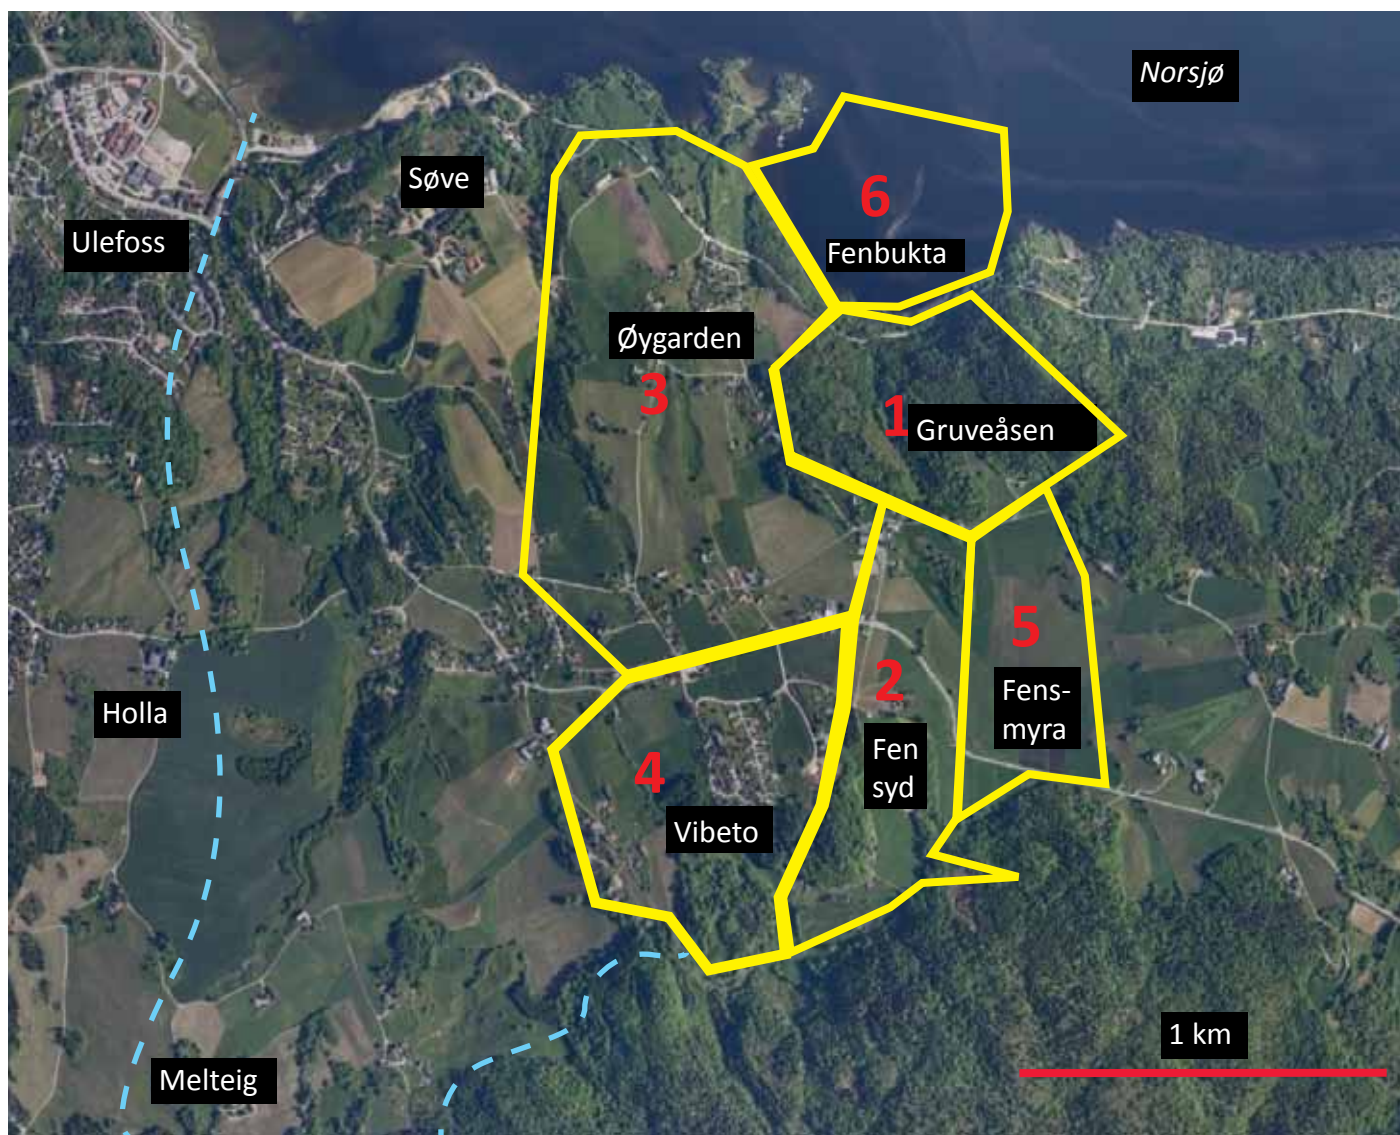 Norsjø
Søve
6
Ulefoss
Fenbukta
Øygarden
3
1
Gruveåsen
5
2
Fens-
myra
Holla
Fen
syd
4
Vibeto
1 km
Melteig